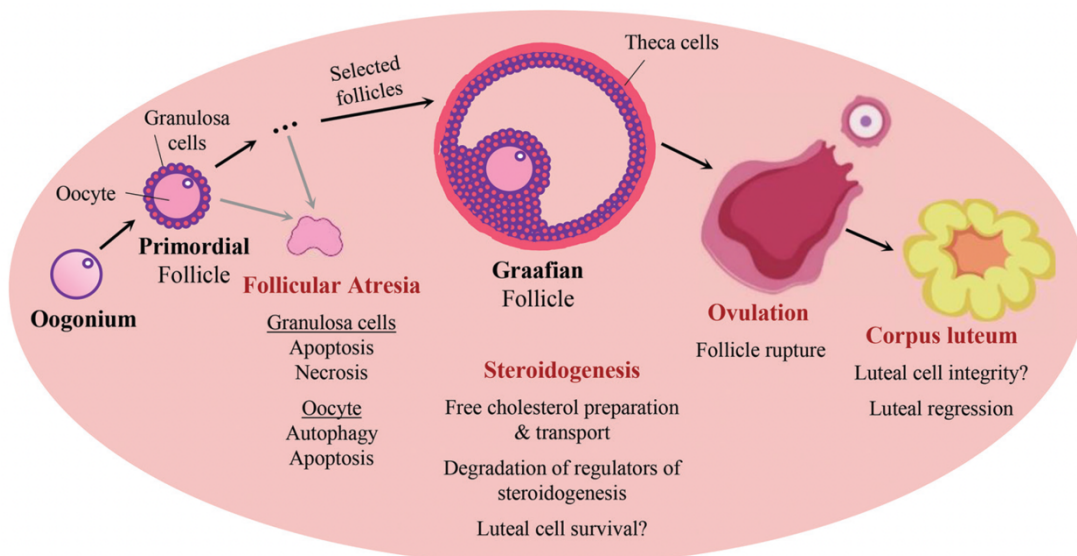 Granulosa
cells
Oocyte
Oogonium
Primordial
Follicle
Selected
follicles
Follicular Atresia
Granulosa cells
Apoptosis
Necrosis
Oocyte
Autophagy
Apoptosis
Theca cells
Graafian
Follicle
Steroidogenesis
Free cholesterol preparation
& transport
Degradation of regulators of
steroidogenesis
Luteal cell survival?
Ovulation
Follicle rupture
Corpus luteum
Luteal cell integrity?
Luteal regression